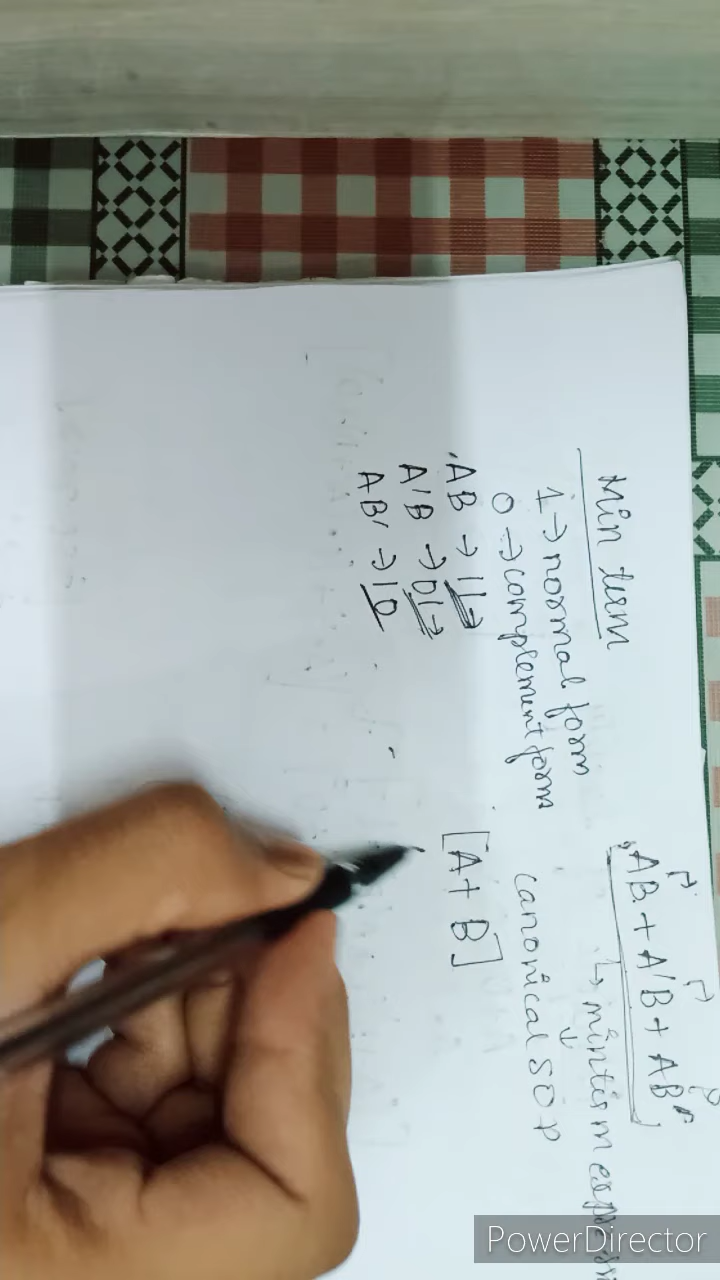 Min term
1 → normal form
0 → complement form
AB → 11 →
A'B → 01 →
AB' → 10
AB + A'B + AB'
↳ minterm
↓
canonical SOP
[A + B]
PowerDirector